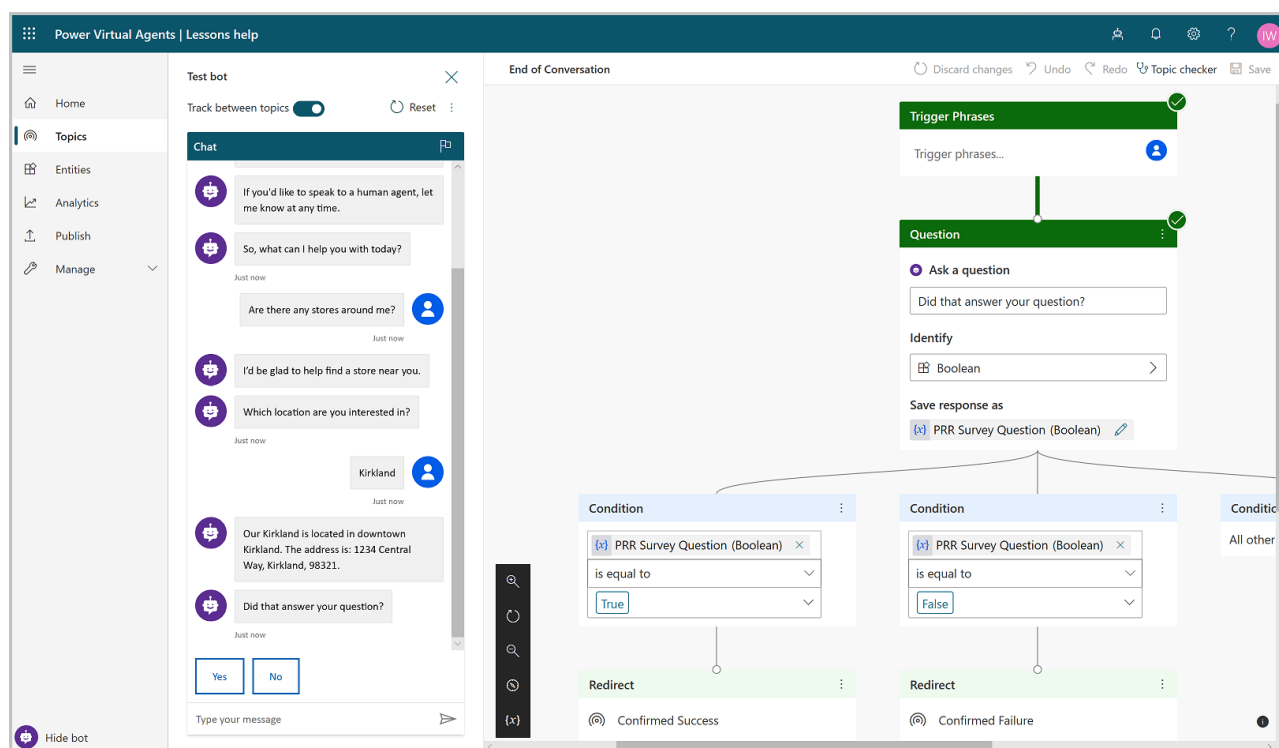 Power Virtual Agents | Lessons help
IW
Home
Topics
Entities
Analytics
Publish
Manage
Hide bot
Test bot
Track between topics
Reset
Chat
If you'd like to speak to a human agent, let
me know at any time.
So, what can I help you with today?
Just now
Are there any stores around me?
Just now
I'd be glad to help find a store near you.
Which location are you interested in?
Just now
Kirkland
Just now
Our Kirkland is located in downtown
Kirkland. The address is: 1234 Central
Way, Kirkland, 98321.
Did that answer your question?
Just now
Yes
No
Type your message
End of Conversation
Discard changes
Undo
Redo
Topic checker
Save
Trigger Phrases
Trigger phrases...
Question
Ask a question
Did that answer your question?
Identify
Boolean
Save response as
{x} PRR Survey Question (Boolean)
Condition
{x} PRR Survey Question (Boolean)
is equal to
True
Redirect
Confirmed Success
Condition
{x} PRR Survey Question (Boolean)
is equal to
False
Redirect
Confirmed Failure
Conditio
All other
{x}